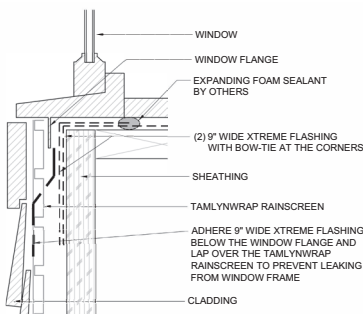 WINDOW
WINDOW FLANGE
EXPANDING FOAM SEALANT
BY OTHERS
(2) 9" WIDE XTREME FLASHING
WITH BOW-TIE AT THE CORNERS
SHEATHING
TAMLYNWRAP RAINSCREEN
ADHERE 9" WIDE XTREME FLASHING
BELOW THE WINDOW FLANGE AND
LAP OVER THE TAMLYNWRAP
RAINSCREEN TO PREVENT LEAKING
FROM WINDOW FRAME
CLADDING